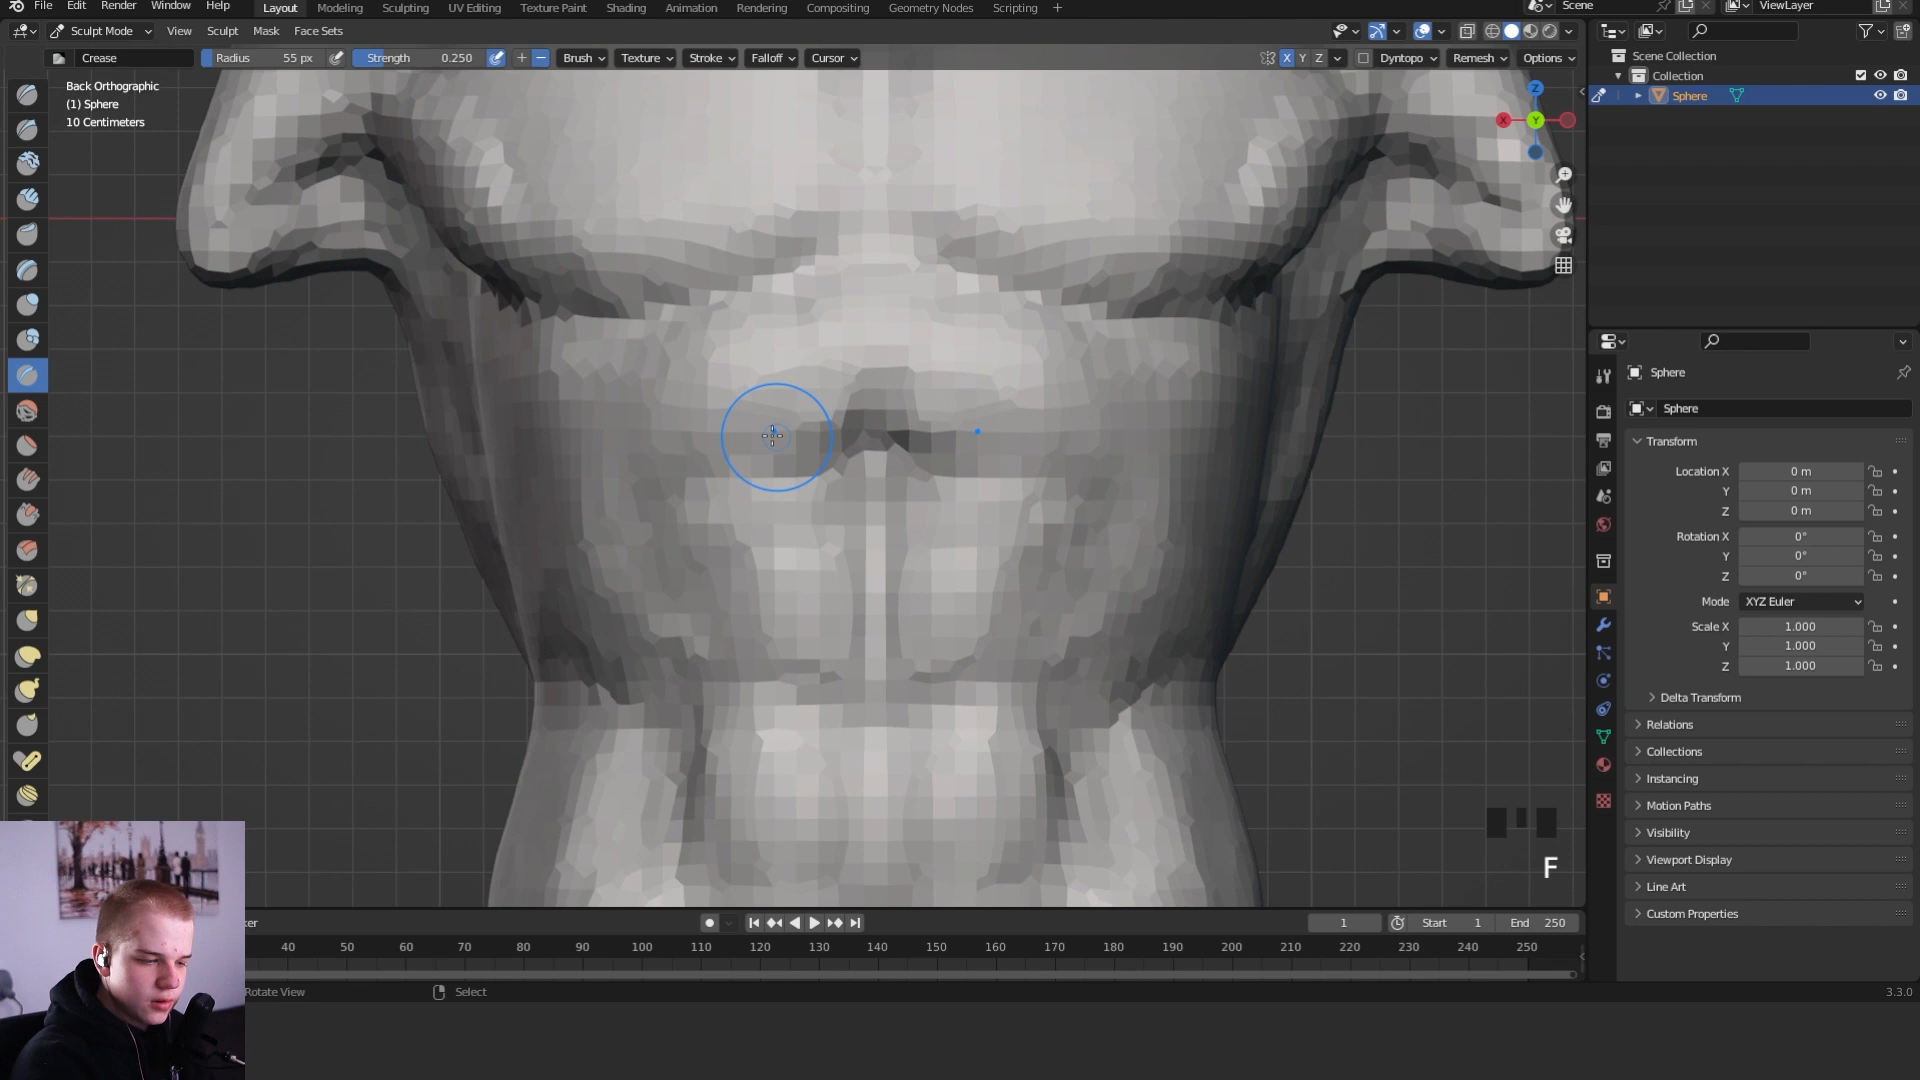 File Edit Render Window Help Layout Modeling Sculpting UV Editing Texture Paint Shading Animation Rendering Compositing Geometry Nodes Scripting + Scene ViewLayer
Sculpt Mode View Sculpt Mask Face Sets
Crease Radius 55 px Strength 0.250 Brush Texture Stroke Falloff Cursor X Y Z Dyntopo Remesh Options
Back Orthographic
(1) Sphere
10 Centimeters
Z
X
Y
F
Scene Collection
Collection
Sphere
Sphere
Sphere
Transform
Location X 0 m
Y 0 m
Z 0 m
Rotation X 0°
Y 0°
Z 0°
Mode XYZ Euler
Scale X 1.000
Y 1.000
Z 1.000
Delta Transform
Relations
Collections
Instancing
Motion Paths
Visibility
Viewport Display
Line Art
Custom Properties
ker 1 Start 1 End 250
40 50 60 70 80 90 100 110 120 130 140 150 160 170 180 190 200 210 220 230 240 250
Rotate View Select 3.3.0